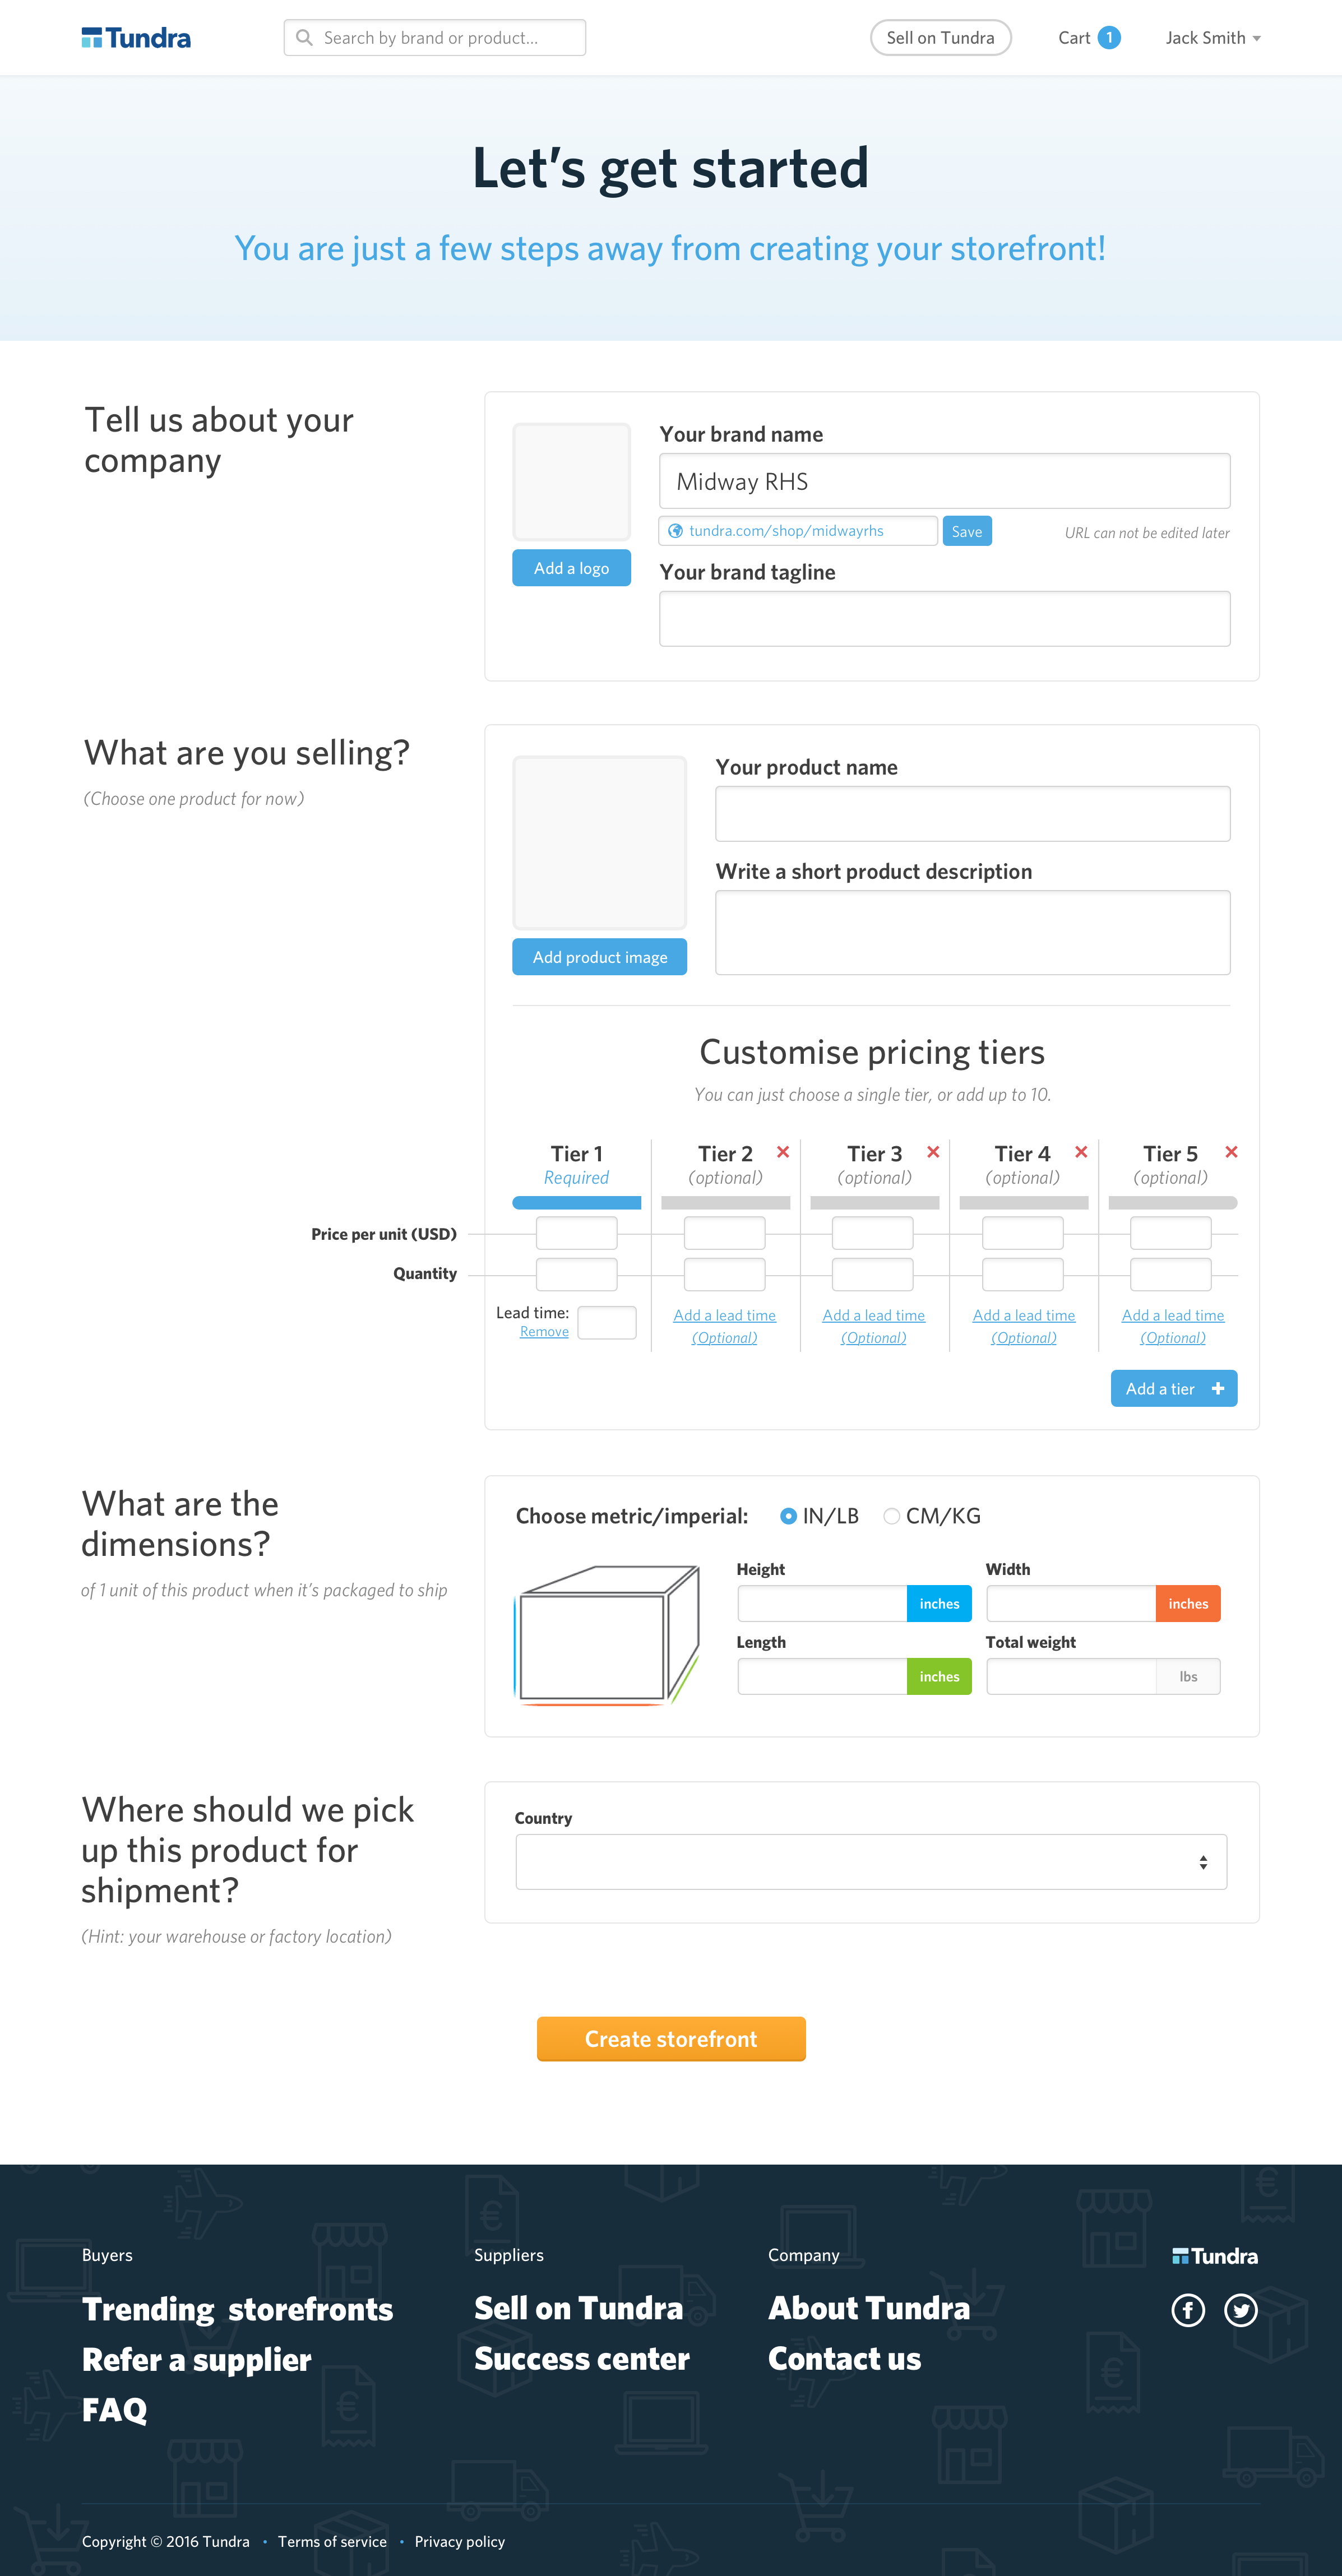 Tundra
Search by brand or product...
Sell on Tundra
Cart 1
Jack Smith
Let's get started
You are just a few steps away from creating your storefront!
Tell us about your
company
Your brand name
Midway RHS
tundra.com/shop/midwayrhs
Save
URL can not be edited later
Add a logo
Your brand tagline
What are you selling?
(Choose one product for now)
Your product name
Write a short product description
Add product image
Customise pricing tiers
You can just choose a single tier, or add up to 10.
Tier 1
Required
Tier 2
(optional)
Tier 3
(optional)
Tier 4
(optional)
Tier 5
(optional)
Price per unit (USD)
Quantity
Lead time:
Remove
Add a lead time
(Optional)
Add a lead time
(Optional)
Add a lead time
(Optional)
Add a lead time
(Optional)
Add a tier
What are the
dimensions?
of 1 unit of this product when it's packaged to ship
Choose metric/imperial:
IN/LB
CM/KG
Height
inches
Width
inches
Length
inches
Total weight
lbs
Where should we pick
up this product for
shipment?
(Hint: your warehouse or factory location)
Country
Create storefront
Buyers
Trending storefronts
Refer a supplier
FAQ
Suppliers
Sell on Tundra
Success center
Company
About Tundra
Contact us
Tundra
Copyright © 2016 Tundra • Terms of service • Privacy policy